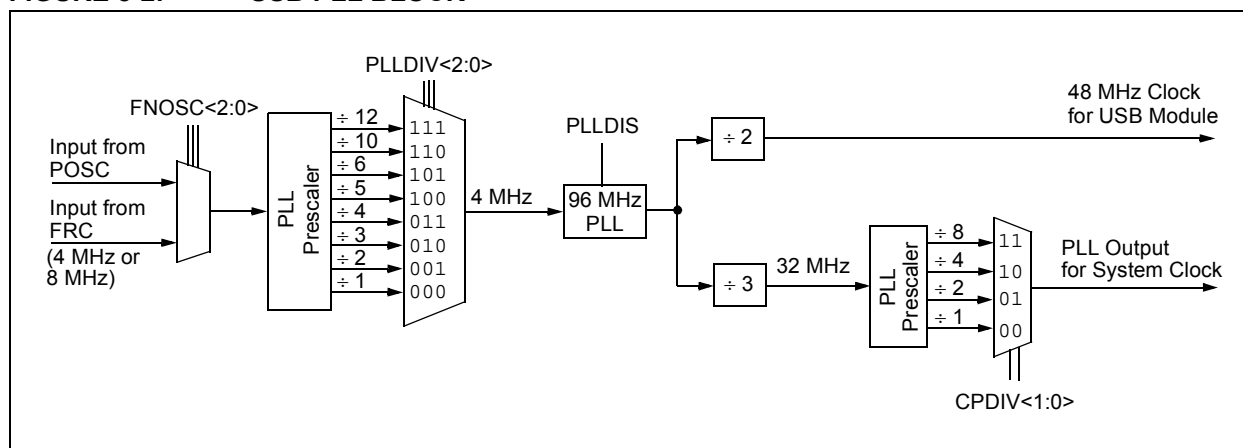 FIGURE
USB PLL BLOCK
PLLDIV<2:0>
FNOSC<2:0>
Input from
POSC
Input from
FRC
(4 MHz or
8 MHz)
PLL
Prescaler
÷ 12
÷ 10
÷ 6
÷ 5
÷ 4
÷ 3
÷ 2
÷ 1
111
110
101
100
011
010
001
000
4 MHz
PLLDIS
96 MHz
PLL
÷ 2
48 MHz Clock
for USB Module
÷ 3
32 MHz
PLL
Prescaler
÷ 8
÷ 4
÷ 2
÷ 1
11
10
01
00
PLL Output
for System Clock
CPDIV<1:0>